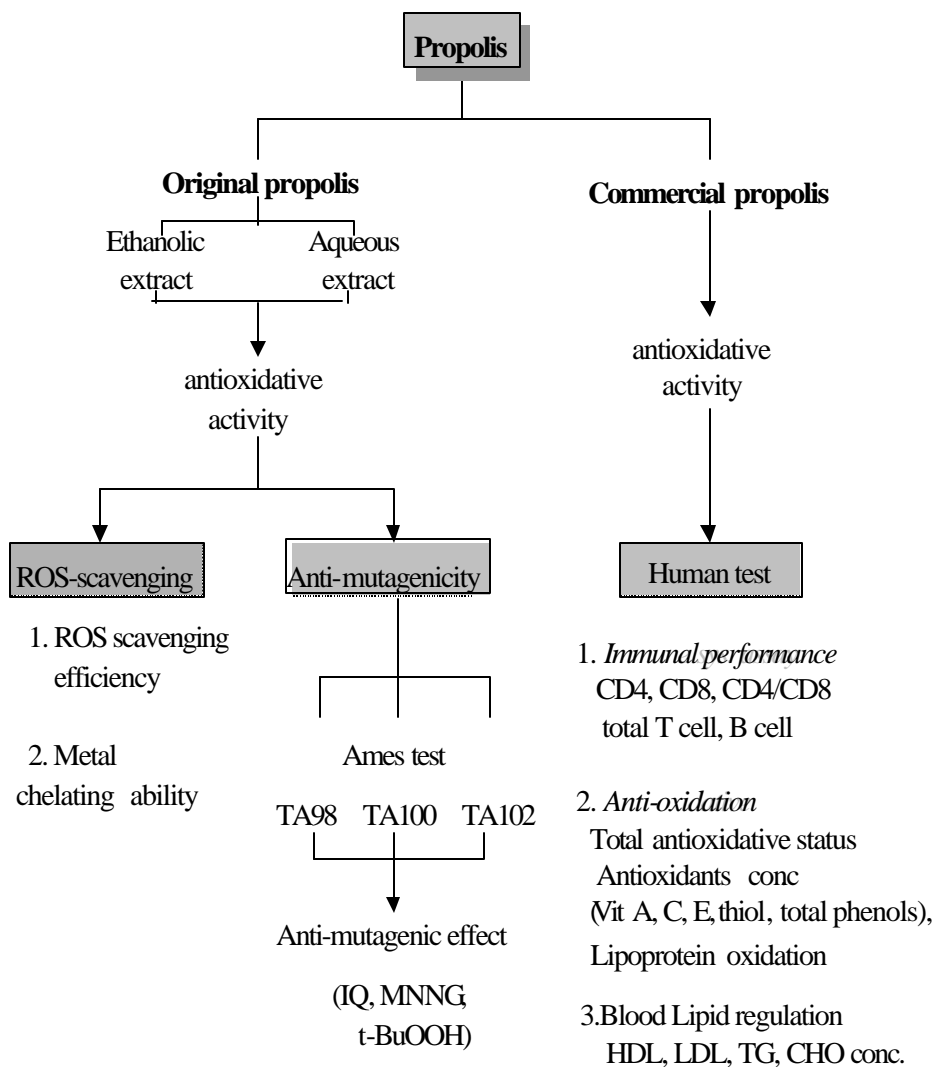 Propolis
Original propolis
Ethanolic
extract
Aqueous
extract
antioxidative
activity
ROS-scavenging
1. ROS scavenging
efficiency
2. Metal
chelating ability
Anti-mutagenicity
Ames test
TA98 TA100 TA102
Anti-mutagenic effect
(IQ, MNNG,
t-BuOOH)
Commercial propolis
antioxidative
activity
Human test
1. Immunal performance
CD4, CD8, CD4/CD8
total T cell, B cell
2. Anti-oxidation
Total antioxidative status
Antioxidants conc
(Vit A, C, E, thiol, total phenols),
Lipoprotein oxidation
3.Blood Lipid regulation
HDL, LDL, TG, CHO conc.